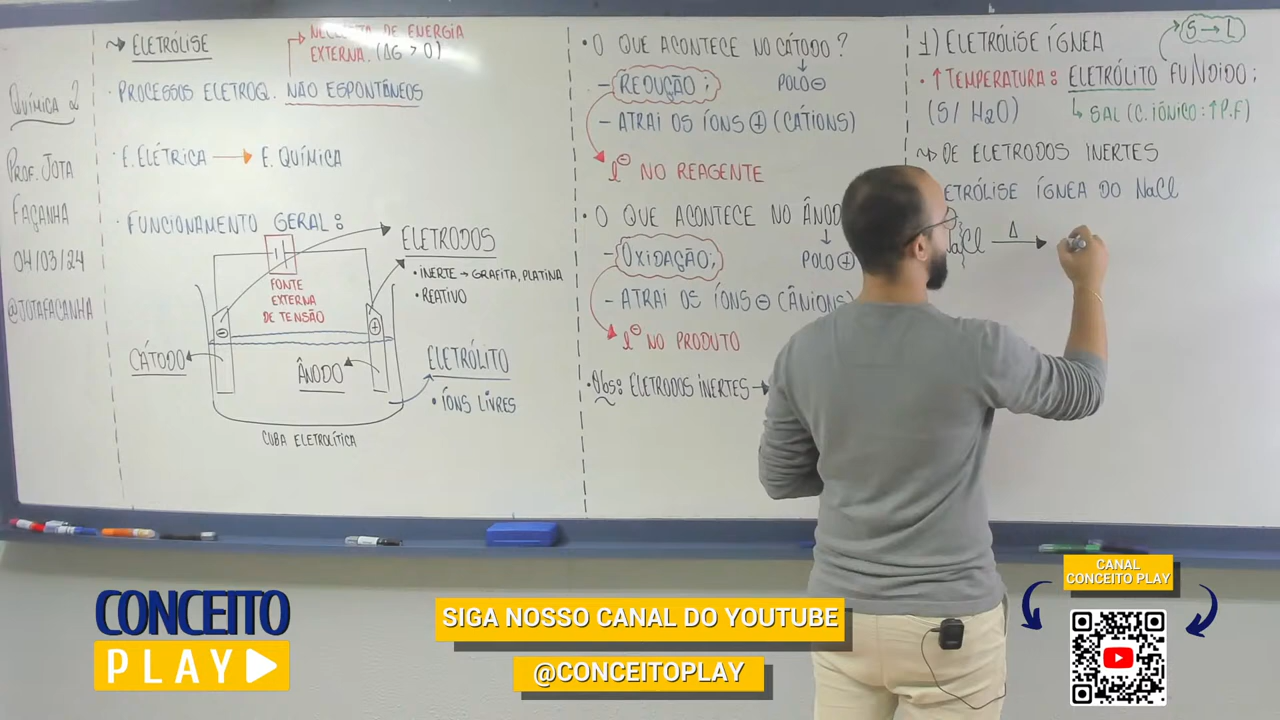 QUÍMICA 2
PROF. JOTA
FAÇANHA
04/03/24
@JOTAFAÇANHA
⤳ ELETRÓLISE
NECESSITA DE ENERGIA
EXTERNA. (ΔG > 0)
• PROCESSOS ELETROQ. NÃO ESPONTÂNEOS
• E. ELÉTRICA → E. QUÍMICA
• FUNCIONAMENTO GERAL:
FONTE
EXTERNA
DE TENSÃO
ELETRODOS
• INERTE → GRAFITA, PLATINA
• REATIVO
⊖
⊕
CÁTODO
ÂNODO
ELETRÓLITO
• ÍONS LIVRES
CUBA ELETROLÍTICA
• O QUE ACONTECE NO CÁTODO?
POLO ⊖
- REDUÇÃO;
- ATRAI OS ÍONS ⊕ (CÁTIONS)
e⊖ NO REAGENTE
• O QUE ACONTECE NO ÂNOD
POLO ⊕
- OXIDAÇÃO;
- ATRAI OS ÍONS ⊖ (ÂNIONS)
e⊖ NO PRODUTO
• Obs: ELETRODOS INERTES →
1) ELETRÓLISE ÍGNEA
S → L
• ↑ TEMPERATURA: ELETRÓLITO FUNDIDO;
(S/ H2O)
↳ SAL (C. IÔNICO: ↑ P.F)
⤳ DE ELETRODOS INERTES
ETRÓLISE ÍGNEA DO NaCl
NaCl Δ →
CONCEITO
PLAY
SIGA NOSSO CANAL DO YOUTUBE
@CONCEITOPLAY
CANAL
CONCEITO PLAY